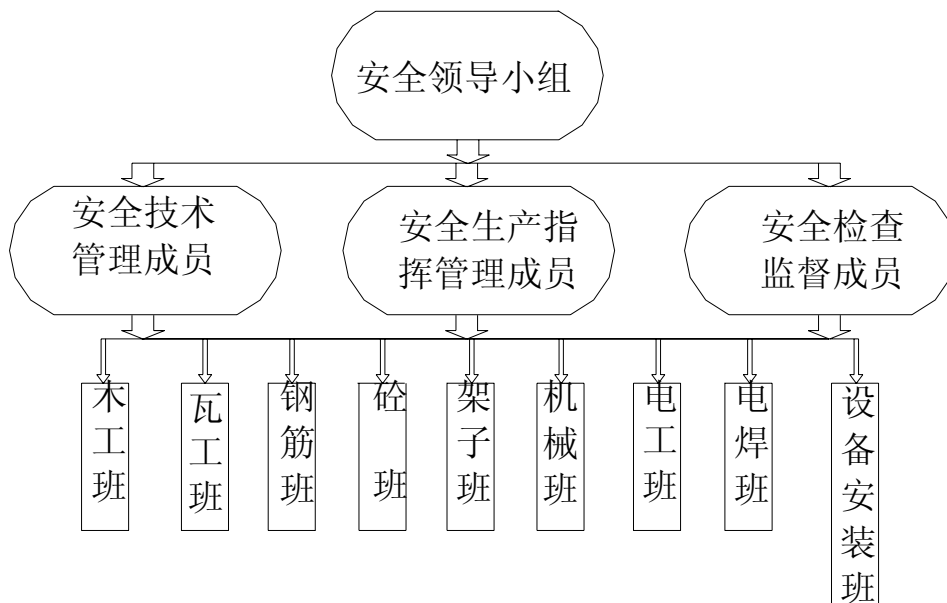 安全领导小组
安全技术
管理成员
安全生产指
挥管理成员
安全检查
监督成员
木工班
瓦工班
钢筋班
砼 班
架子班
机械班
电工班
电焊班
设备安装班